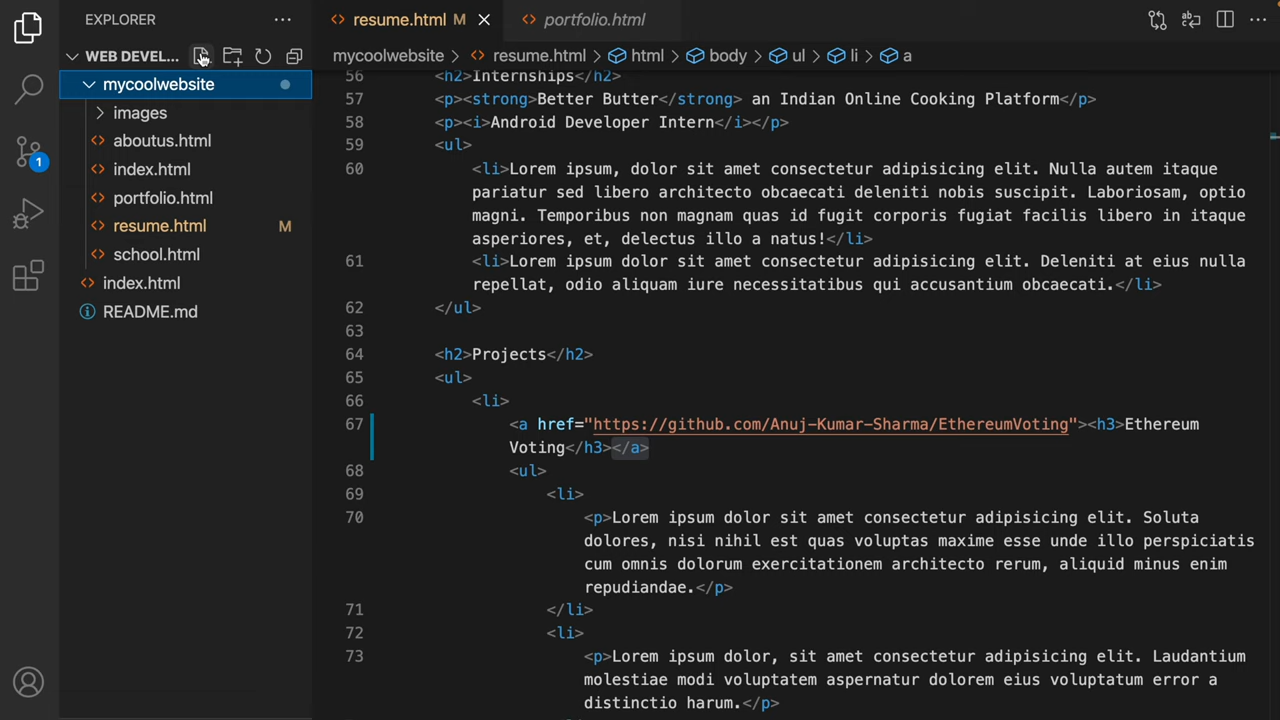 EXPLORER
WEB DEVEL...
mycoolwebsite
images
aboutus.html
index.html
portfolio.html
resume.html M
school.html
index.html
README.md
1
resume.html M
portfolio.html
mycoolwebsite > resume.html > html > body > ul > li > a
56 <h2>Internships</h2>
57 <p><strong>Better Butter</strong> an Indian Online Cooking Platform</p>
58 <p><i>Android Developer Intern</i></p>
59 <ul>
60 <li>Lorem ipsum, dolor sit amet consectetur adipisicing elit. Nulla autem itaque
pariatur sed libero architecto obcaecati deleniti nobis suscipit. Laboriosam, optio
magni. Temporibus non magnam quas id fugit corporis fugiat facilis libero in itaque
asperiores, et, delectus illo a natus!</li>
61 <li>Lorem ipsum dolor sit amet consectetur adipisicing elit. Deleniti at eius nulla
repellat, odio aliquam iure necessitatibus qui accusantium obcaecati.</li>
62 </ul>
63
64 <h2>Projects</h2>
65 <ul>
66 <li>
67 <a href="https://github.com/Anuj-Kumar-Sharma/EthereumVoting"><h3>Ethereum
Voting</h3></a>
68 <ul>
69 <li>
70 <p>Lorem ipsum dolor sit amet consectetur adipisicing elit. Soluta
dolores, nisi nihil est quas voluptas maxime esse unde illo perspiciatis
cum omnis dolorum exercitationem architecto rerum, aliquid minus enim
repudiandae.</p>
71 </li>
72 <li>
73 <p>Lorem ipsum dolor, sit amet consectetur adipisicing elit. Laudantium
molestiae modi voluptatem aspernatur dolorem eius voluptatum error a
distinctio harum.</p>